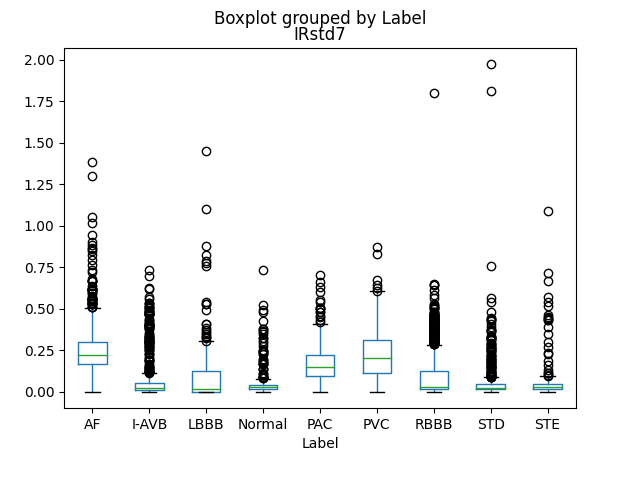 Boxplot grouped by Label
IRstd7
2.00
1.75
1.50
1.25
1.00
0.75
0.50
0.25
0.00
AF I-AVB LBBB Normal PAC PVC RBBB STD STE
Label